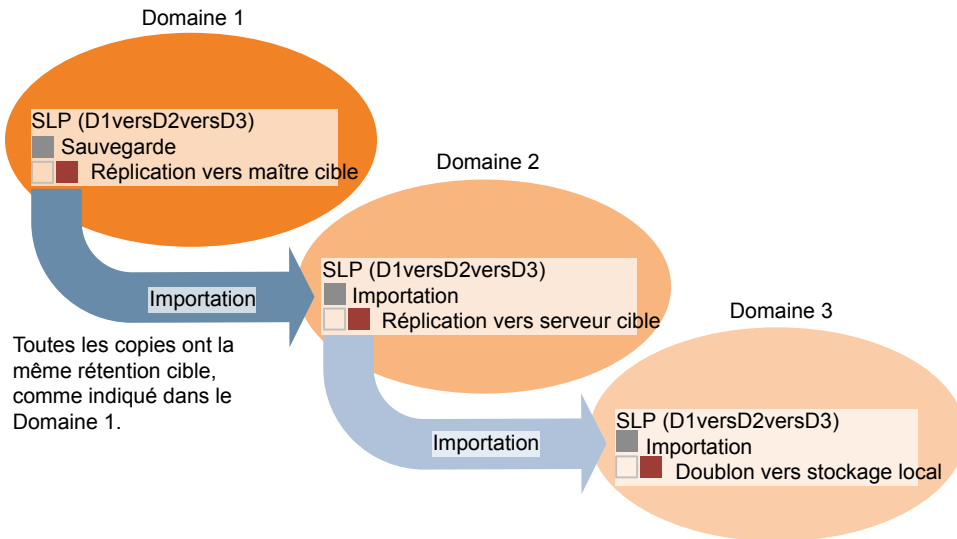 Domaine 1
SLP (D1versD2versD3)
Sauvegarde
Réplication vers maître cible
Domaine 2
Importation
SLP (D1versD2versD3)
Importation
Réplication vers serveur cible
Toutes les copies ont la
même rétention cible,
comme indiqué dans le
Domaine 1.
Domaine 3
Importation
SLP (D1versD2versD3)
Importation
Doublon vers stockage local